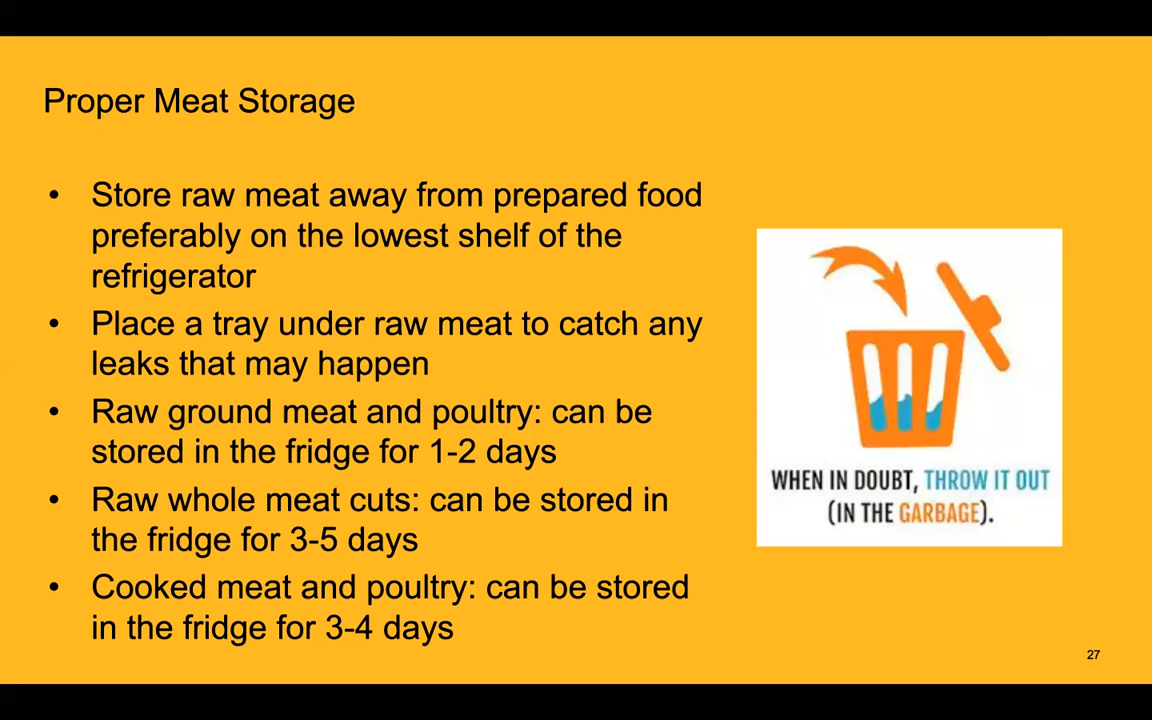 Proper Meat Storage
• Store raw meat away from prepared food
preferably on the lowest shelf of the
refrigerator
• Place a tray under raw meat to catch any
leaks that may happen
• Raw ground meat and poultry: can be
stored in the fridge for 1-2 days
• Raw whole meat cuts: can be stored in
the fridge for 3-5 days
• Cooked meat and poultry: can be stored
in the fridge for 3-4 days
WHEN IN DOUBT, THROW IT OUT
(IN THE GARBAGE).
27